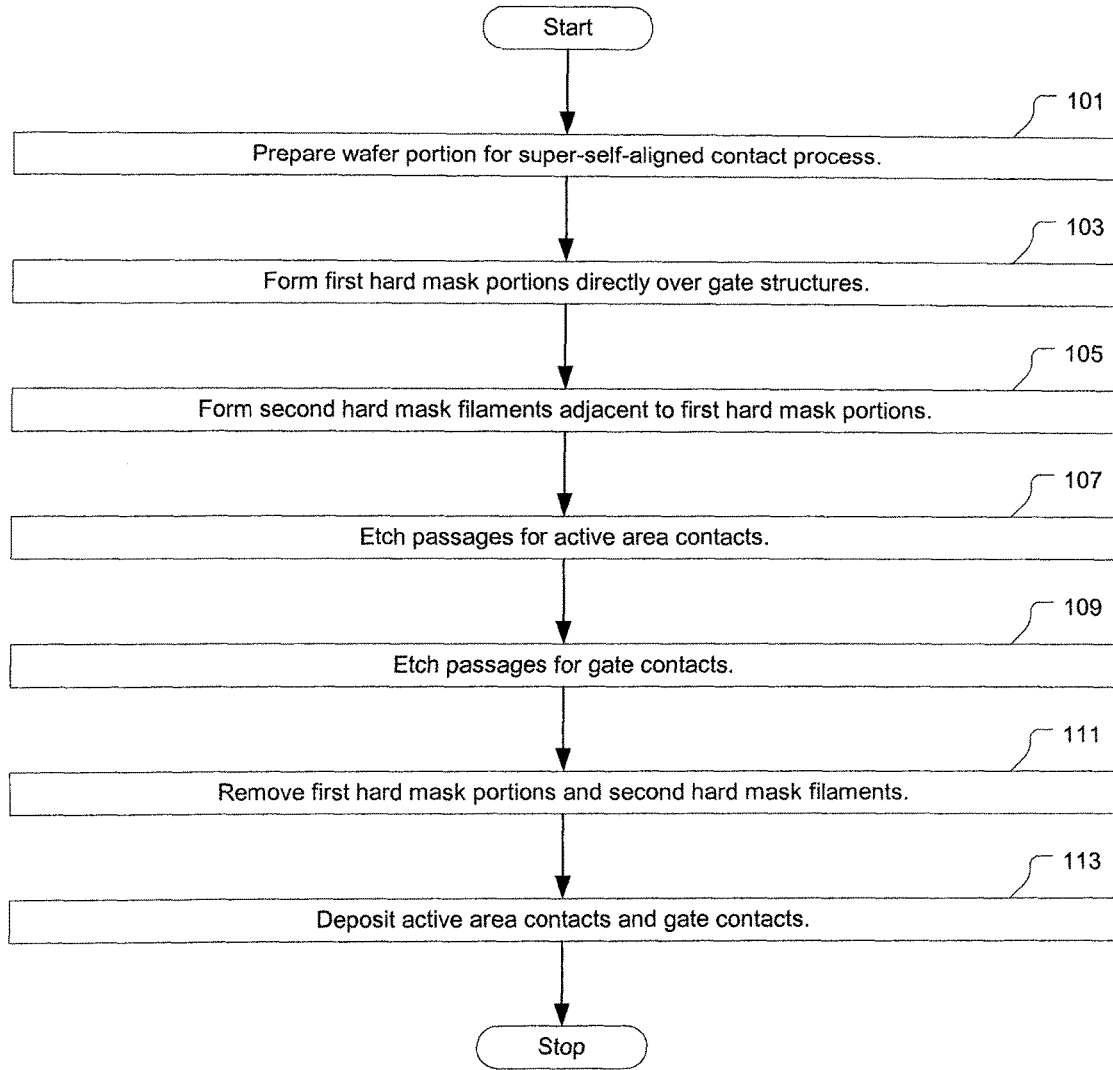 Start
101
Prepare wafer portion for super-self-aligned contact process.
103
Form first hard mask portions directly over gate structures.
105
Form second hard mask filaments adjacent to first hard mask portions.
107
Etch passages for active area contacts.
109
Etch passages for gate contacts.
111
Remove first hard mask portions and second hard mask filaments.
113
Deposit active area contacts and gate contacts.
Stop